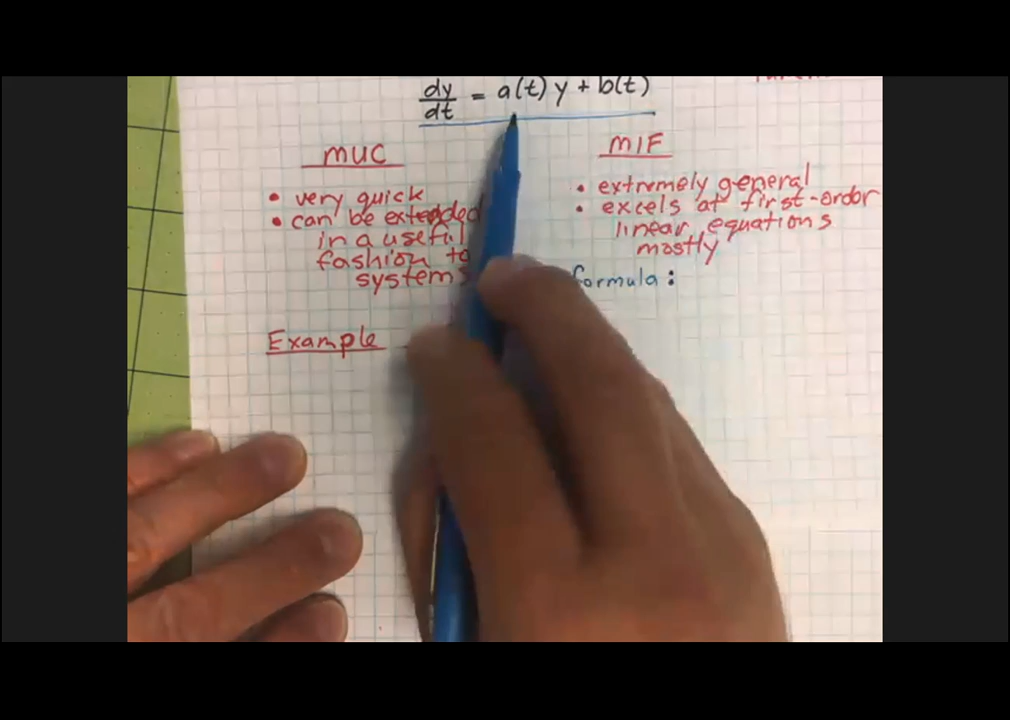 dy/dt = a(t) y + b(t)
MUC
• very quick
• can be extended
in a useful
fashion to
systems
MIF
• extremely general
• excels at first-order
linear equations
mostly
formula:
Example